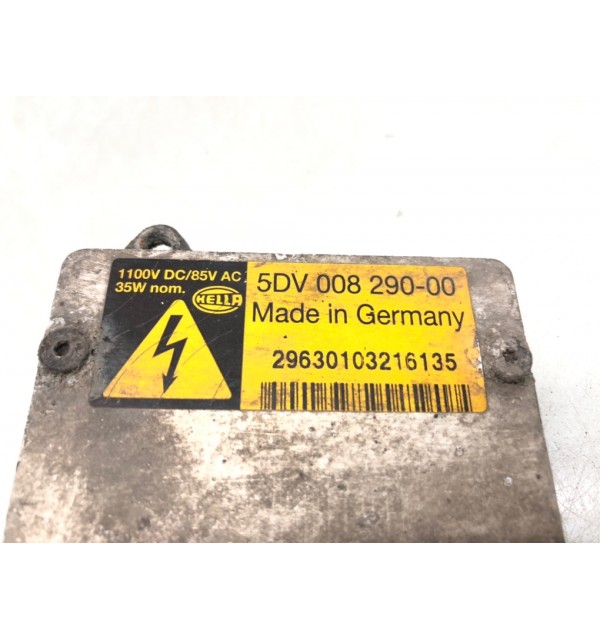 1100V DC/85V AC
35W nom.
HELLA
5DV 008 290-00
Made in Germany
29630103216135